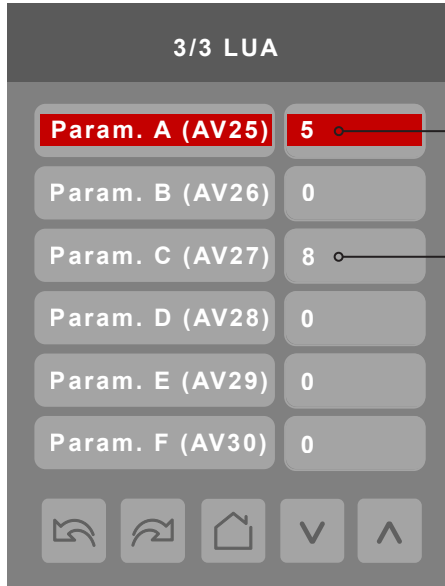 3/3 LUA
Param. A (AV25) 5
Param. B (AV26) 0
Param. C (AV27) 8
Param. D (AV28) 0
Param. E (AV29) 0
Param. F (AV30) 0